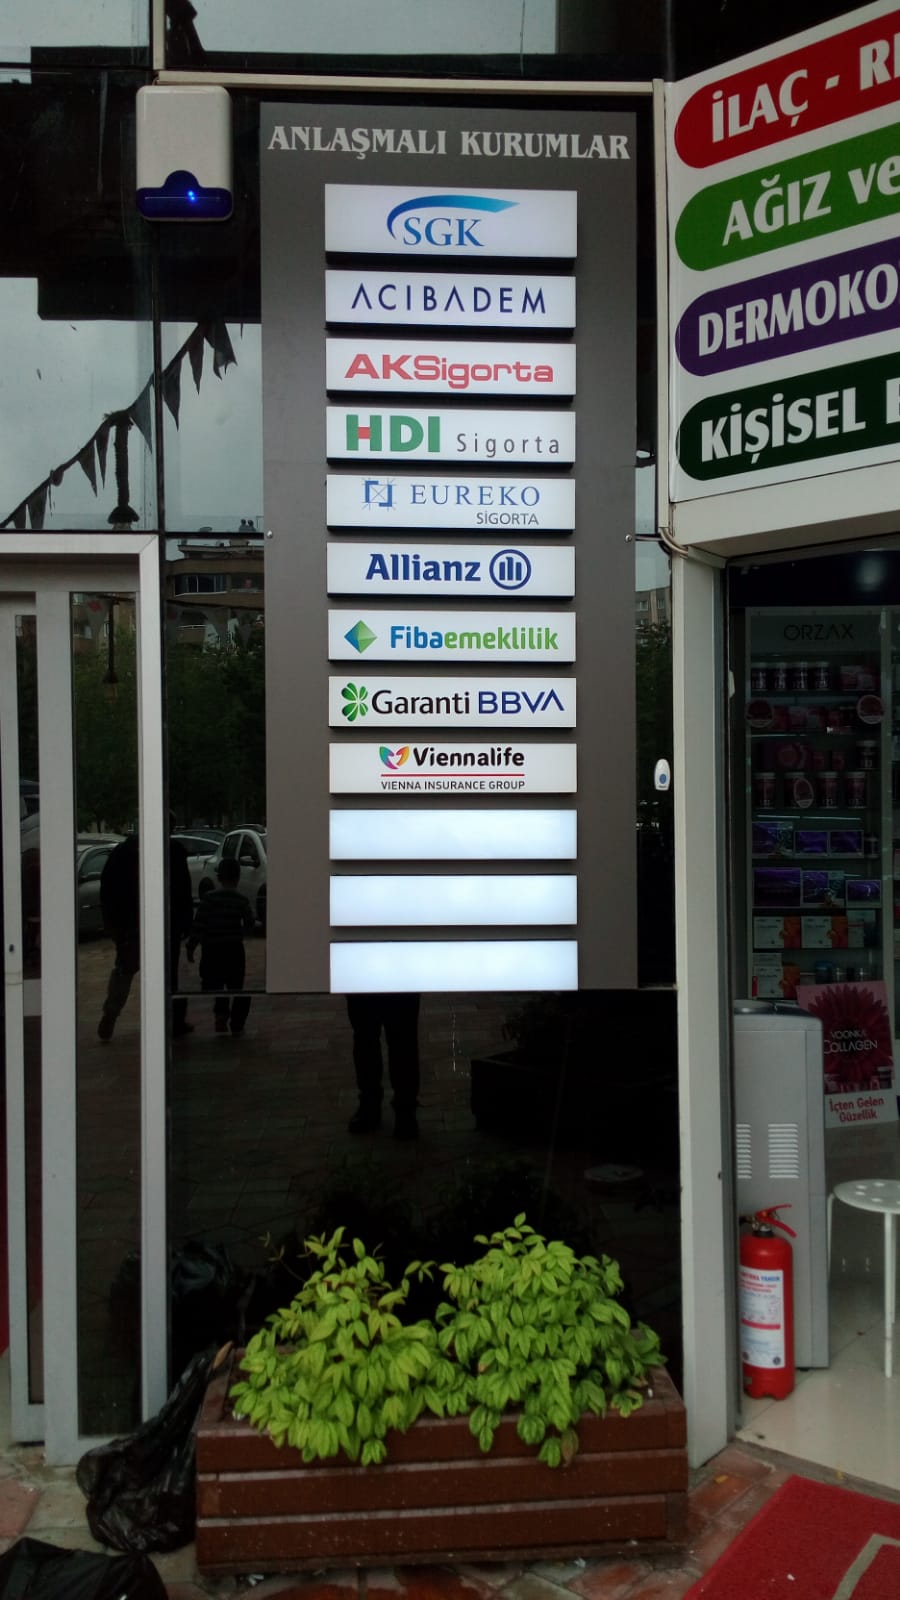 ANLAŞMALI KURUMLAR
SGK
ACIBADEM
AKSigorta
HDI Sigorta
EUREKO
SİGORTA
Allianz
Fibaemeklilik
Garanti BBVA
Viennalife
VIENNA INSURANCE GROUP
İLAÇ - R
AĞIZ ve
DERMOKO
KİŞİSEL
ORZAX
VOONKA
COLLAGEN
İçten Gelen
Güzellik